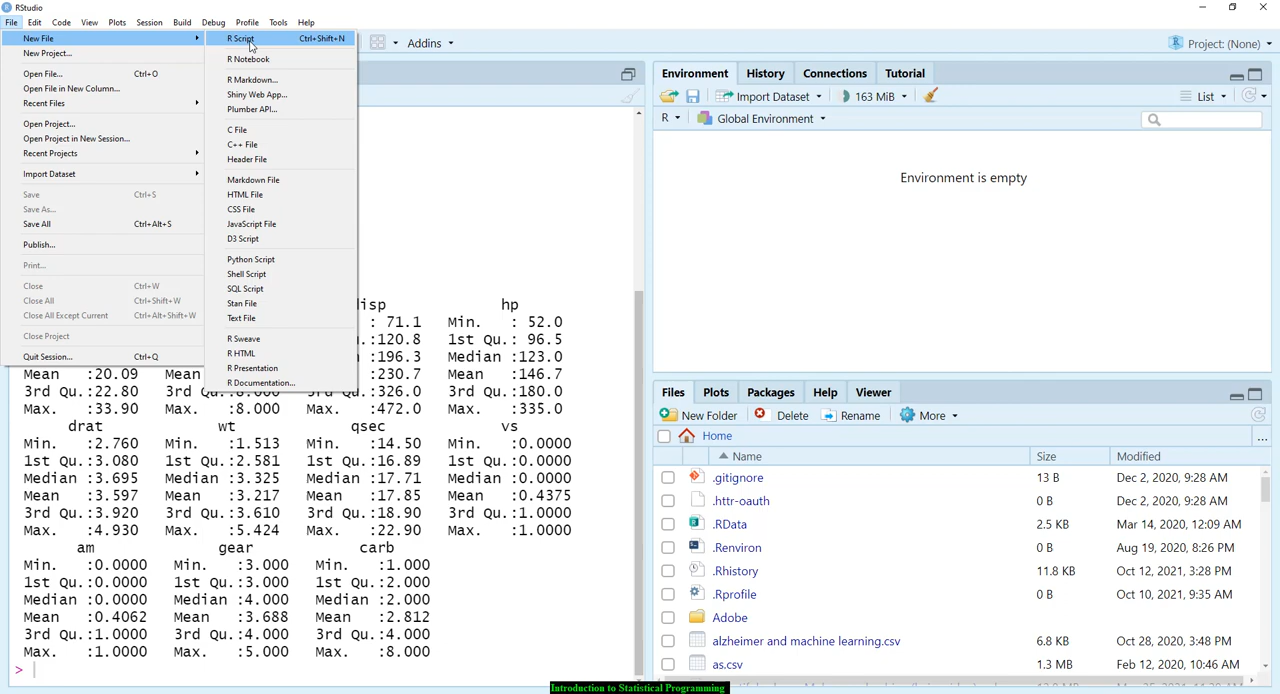 RStudio
File Edit Code View Plots Session Build Debug Profile Tools Help
New File
New Project...
Open File... Ctrl+O
Open File in New Column...
Recent Files
Open Project...
Open Project in New Session...
Recent Projects
Import Dataset
Save Ctrl+S
Save As...
Save All Ctrl+Alt+S
Publish...
Print...
Close Ctrl+W
Close All Ctrl+Shift+W
Close All Except Current Ctrl+Alt+Shift+W
Close Project
Quit Session... Ctrl+Q
R Script Ctrl+Shift+N
R Notebook
R Markdown...
Shiny Web App...
Plumber API...
C File
C++ File
Header File
Markdown File
HTML File
CSS File
JavaScript File
D3 Script
Python Script
Shell Script
SQL Script
Stan File
Text File
R Sweave
R HTML
R Presentation
R Documentation...
Addins
Project: (None)
disp hp
: 71.1 Min. : 52.0
.:120.8 1st Qu.: 96.5
:196.3 Median :123.0
Mean :20.09 Mean :230.7 Mean :146.7
3rd Qu.:22.80 3rd Qu.:8.000 3rd Qu.:326.0 3rd Qu.:180.0
Max. :33.90 Max. :8.000 Max. :472.0 Max. :335.0
drat wt qsec vs
Min. :2.760 Min. :1.513 Min. :14.50 Min. :0.0000
1st Qu.:3.080 1st Qu.:2.581 1st Qu.:16.89 1st Qu.:0.0000
Median :3.695 Median :3.325 Median :17.71 Median :0.0000
Mean :3.597 Mean :3.217 Mean :17.85 Mean :0.4375
3rd Qu.:3.920 3rd Qu.:3.610 3rd Qu.:18.90 3rd Qu.:1.0000
Max. :4.930 Max. :5.424 Max. :22.90 Max. :1.0000
am gear carb
Min. :0.0000 Min. :3.000 Min. :1.000
1st Qu.:0.0000 1st Qu.:3.000 1st Qu.:2.000
Median :0.0000 Median :4.000 Median :2.000
Mean :0.4062 Mean :3.688 Mean :2.812
3rd Qu.:1.0000 3rd Qu.:4.000 3rd Qu.:4.000
Max. :1.0000 Max. :5.000 Max. :8.000
>
Environment History Connections Tutorial
Import Dataset 163 MiB List
R Global Environment
Environment is empty
Files Plots Packages Help Viewer
New Folder Delete Rename More
Home ...
Name Size Modified
.gitignore 13 B Dec 2, 2020, 9:28 AM
.httr-oauth 0 B Dec 2, 2020, 9:28 AM
.RData 2.5 KB Mar 14, 2020, 12:09 AM
.Renviron 0 B Aug 19, 2020, 8:26 PM
.Rhistory 11.8 KB Oct 12, 2021, 3:28 PM
.Rprofile 0 B Oct 10, 2021, 9:35 AM
Adobe
alzheimer and machine learning.csv 6.8 KB Oct 28, 2020, 3:48 PM
as.csv 1.3 MB Feb 12, 2020, 10:46 AM
Introduction to Statistical Programming